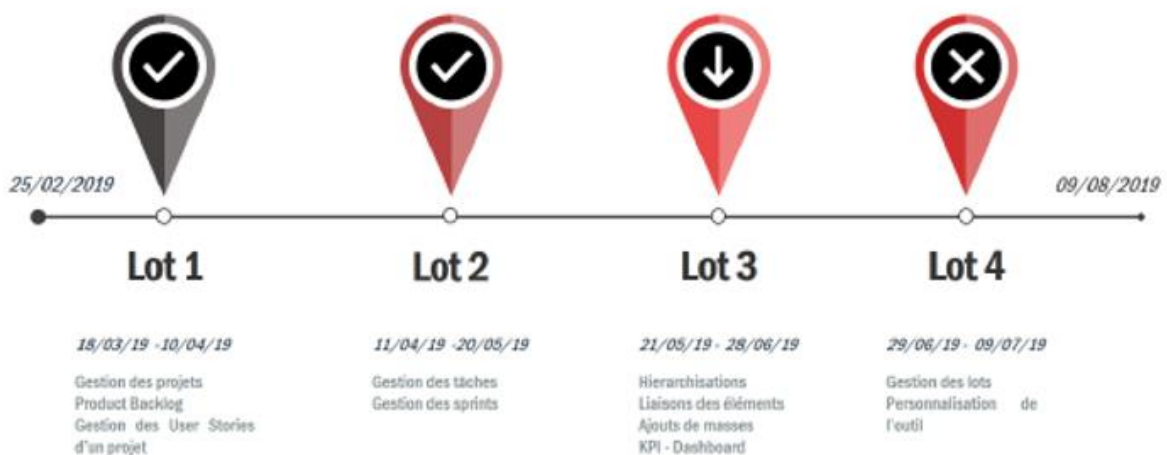 25/02/2019
09/08/2019
Lot 1
Lot 2
Lot 3
Lot 4
18/03/19 -10/04/19
Gestion des projets
Product Backlog
Gestion des User Stories
d'un projet
11/04/19 -20/05/19
Gestion des tâches
Gestion des sprints
21/05/19 - 28/06/19
Hierarchisations
Liaisons des éléments
Ajouts de masses
KPI - Dashboard
29/06/19 - 09/07/19
Gestion des lots
Personnalisation de
l'outil